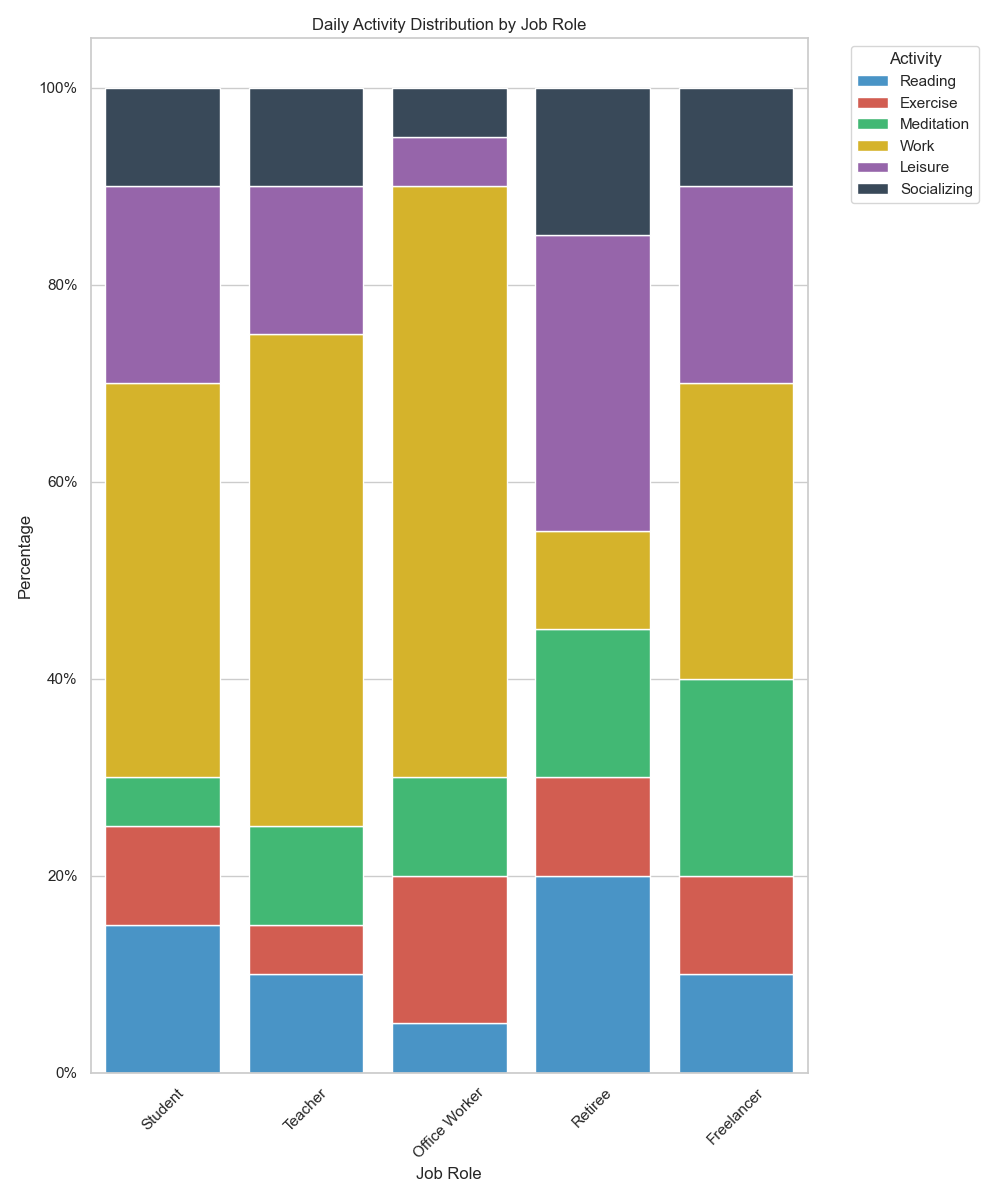 Daily Activity Distribution by Job Role
Activity
Reading
Exercise
Meditation
Work
Leisure
Socializing
100%
80%
60%
40%
20%
0%
Percentage
Student
Teacher
Office Worker
Retiree
Freelancer
Job Role